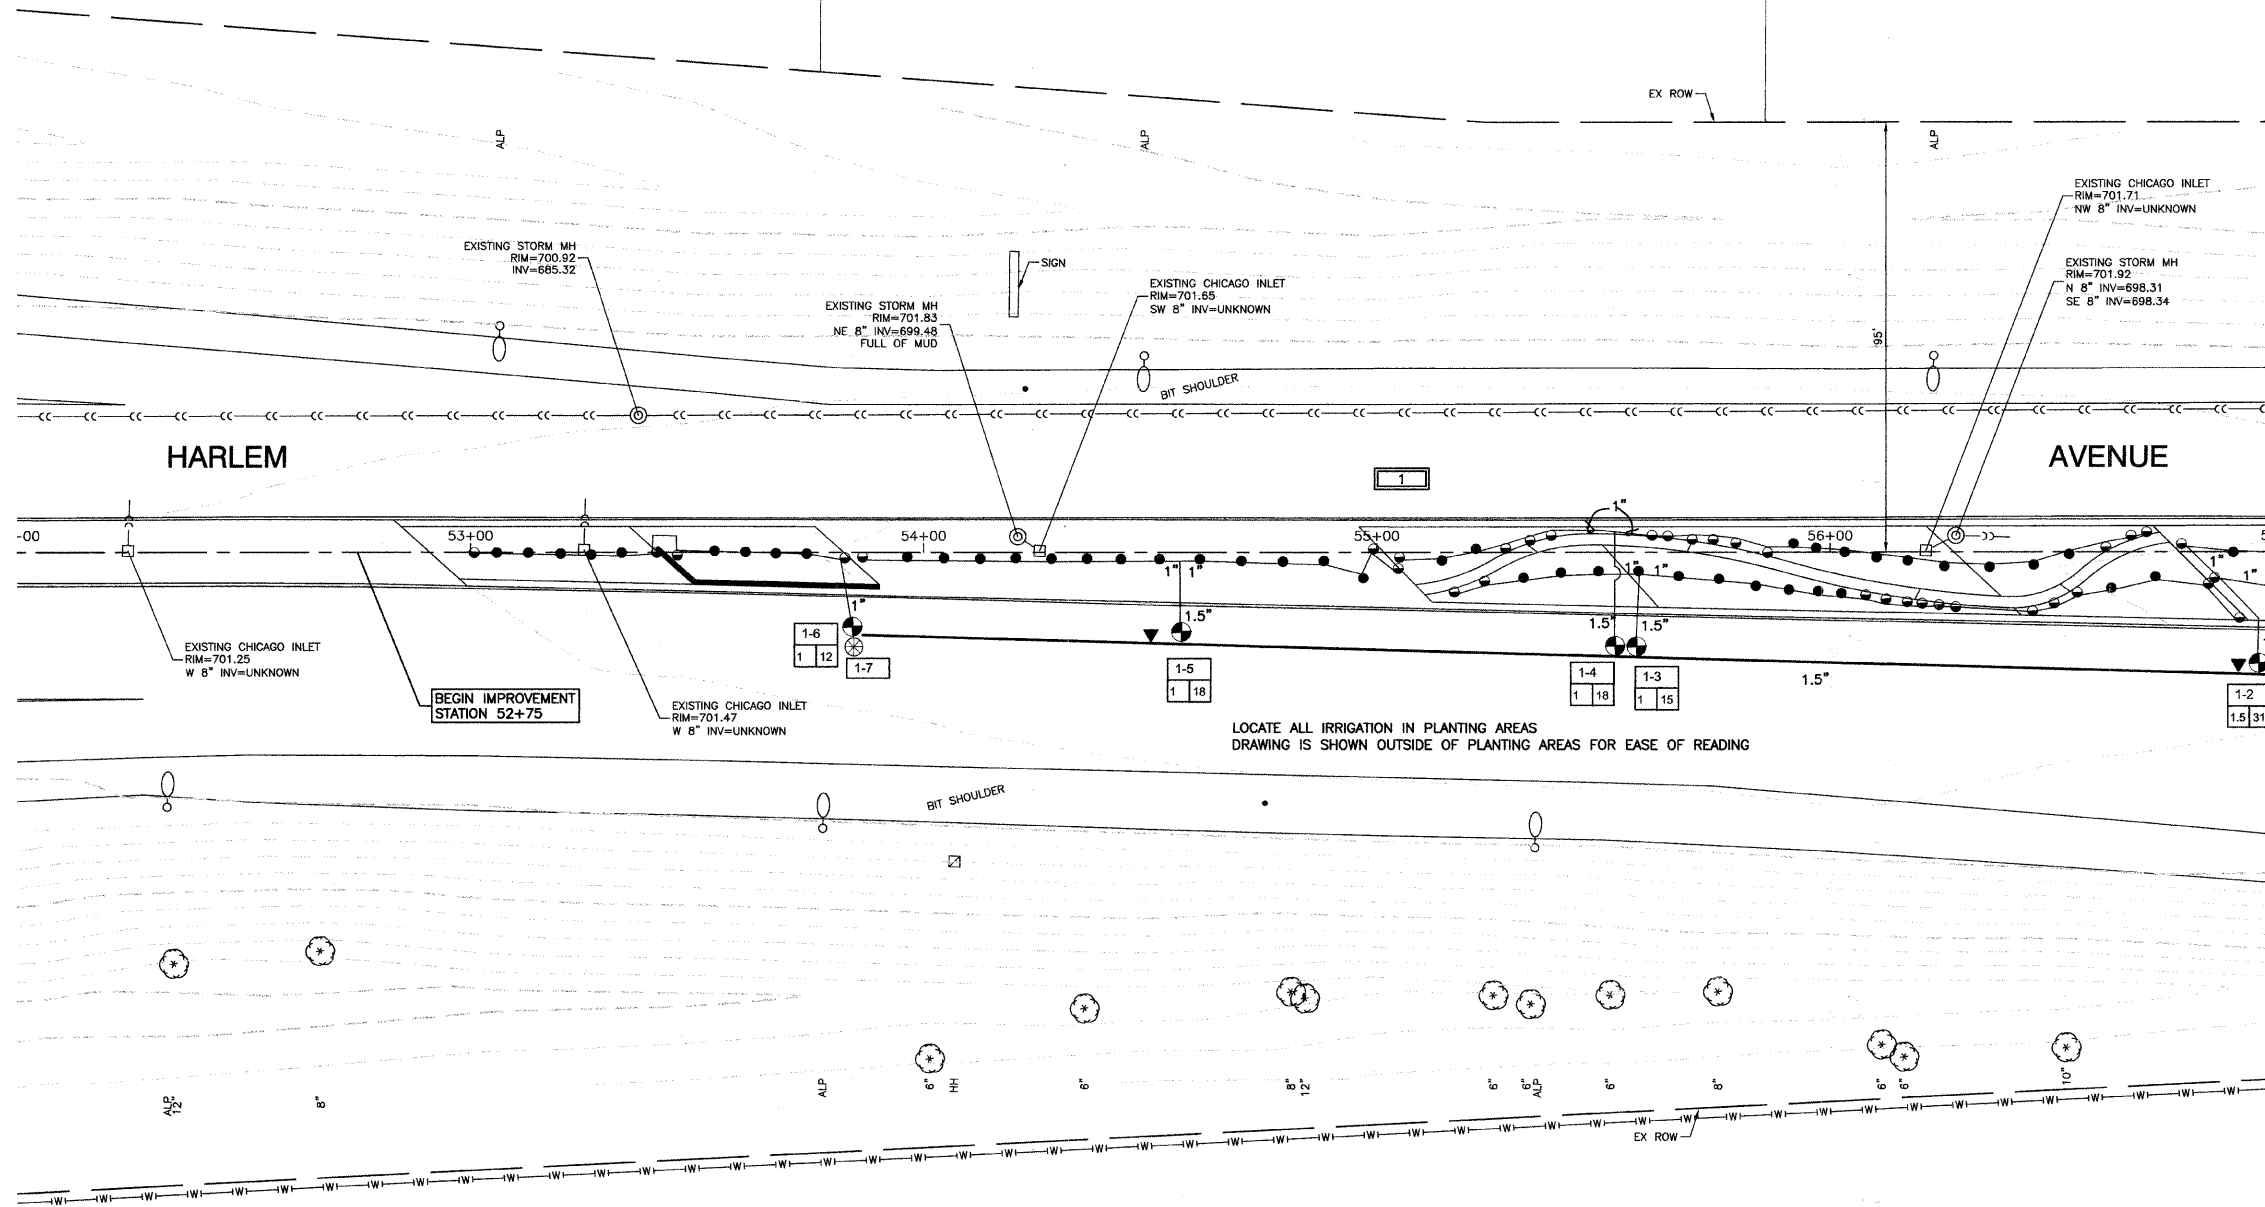 EX ROW
ALP
ALP
ALP
EXISTING CHICAGO INLET
RIM=701.71
NW 8" INV=UNKNOWN
EXISTING STORM MH
RIM=700.92
INV=685.32
SIGN
EXISTING CHICAGO INLET
RIM=701.65
SW 8" INV=UNKNOWN
EXISTING STORM MH
RIM=701.92
N 8" INV=698.31
SE 8" INV=698.34
EXISTING STORM MH
RIM=701.83
NE 8" INV=699.48
FULL OF MUD
95'
BIT SHOULDER
HARLEM AVENUE
1
-00
53+00
54+00
55+00
56+00
1"
1" 1"
1" 1"
1" 1"
1"
1.5"
1.5" 1.5"
1-6
1 12
1-7
1-5
1 18
1-4
1 18
1-3
1 15
1.5"
1-2
1.5 31
EXISTING CHICAGO INLET
RIM=701.25
W 8" INV=UNKNOWN
BEGIN IMPROVEMENT
STATION 52+75
EXISTING CHICAGO INLET
RIM=701.47
W 8" INV=UNKNOWN
LOCATE ALL IRRIGATION IN PLANTING AREAS
DRAWING IS SHOWN OUTSIDE OF PLANTING AREAS FOR EASE OF READING
BIT SHOULDER
ALP
12"
8"
ALP
6"
HH
6"
8"
12"
6"
6"
ALP
6"
8"
6"
6"
10"
EX ROW